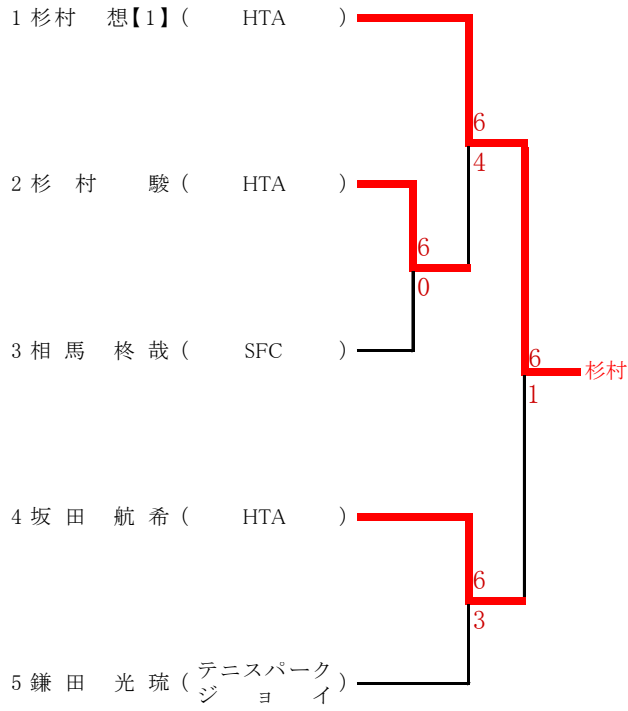 1 杉村 想【1】( HTA )
6
4
2 杉村 駿 ( HTA )
6
0
3 相馬 柊哉 ( SFC )
6
1
杉村
4 坂田 航希 ( HTA )
6
3
5 鎌田 光琉 ( テニスパーク
ジョイ )